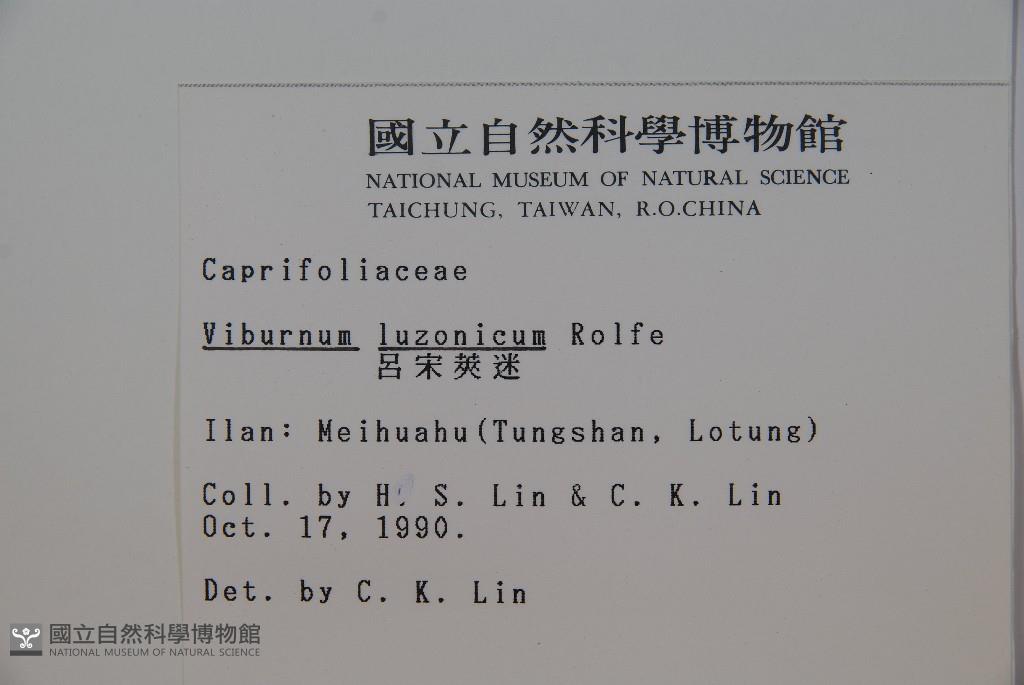 國立自然科學博物館
NATIONAL MUSEUM OF NATURAL SCIENCE
TAICHUNG, TAIWAN, R.O.CHINA
Caprifoliaceae
Viburnum luzonicum Rolfe
呂宋莢迷
Ilan: Meihuahu(Tungshan, Lotung)
Coll. by H. S. Lin & C. K. Lin
Oct. 17, 1990.
Det. by C. K. Lin
國立自然科學博物館
NATIONAL MUSEUM OF NATURAL SCIENCE